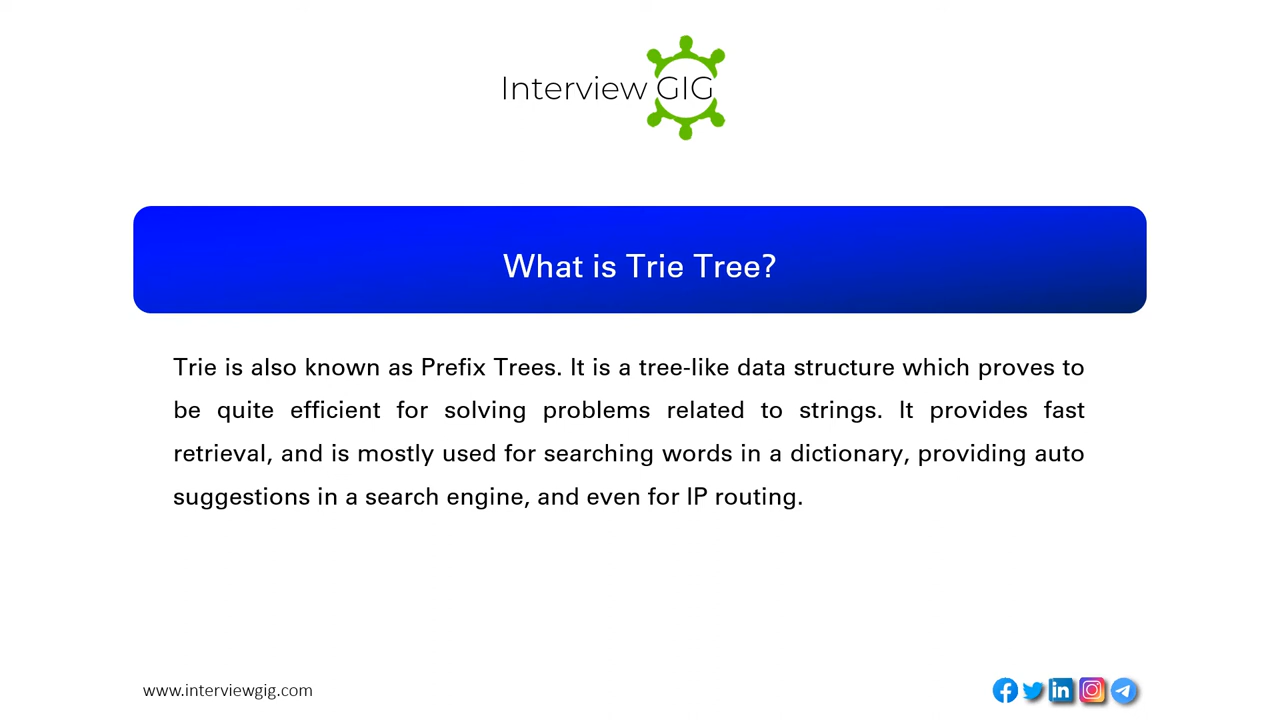 Interview GIG
What is Trie Tree?
Trie is also known as Prefix Trees. It is a tree-like data structure which proves to
be quite efficient for solving problems related to strings. It provides fast
retrieval, and is mostly used for searching words in a dictionary, providing auto
suggestions in a search engine, and even for IP routing.
www.interviewgig.com